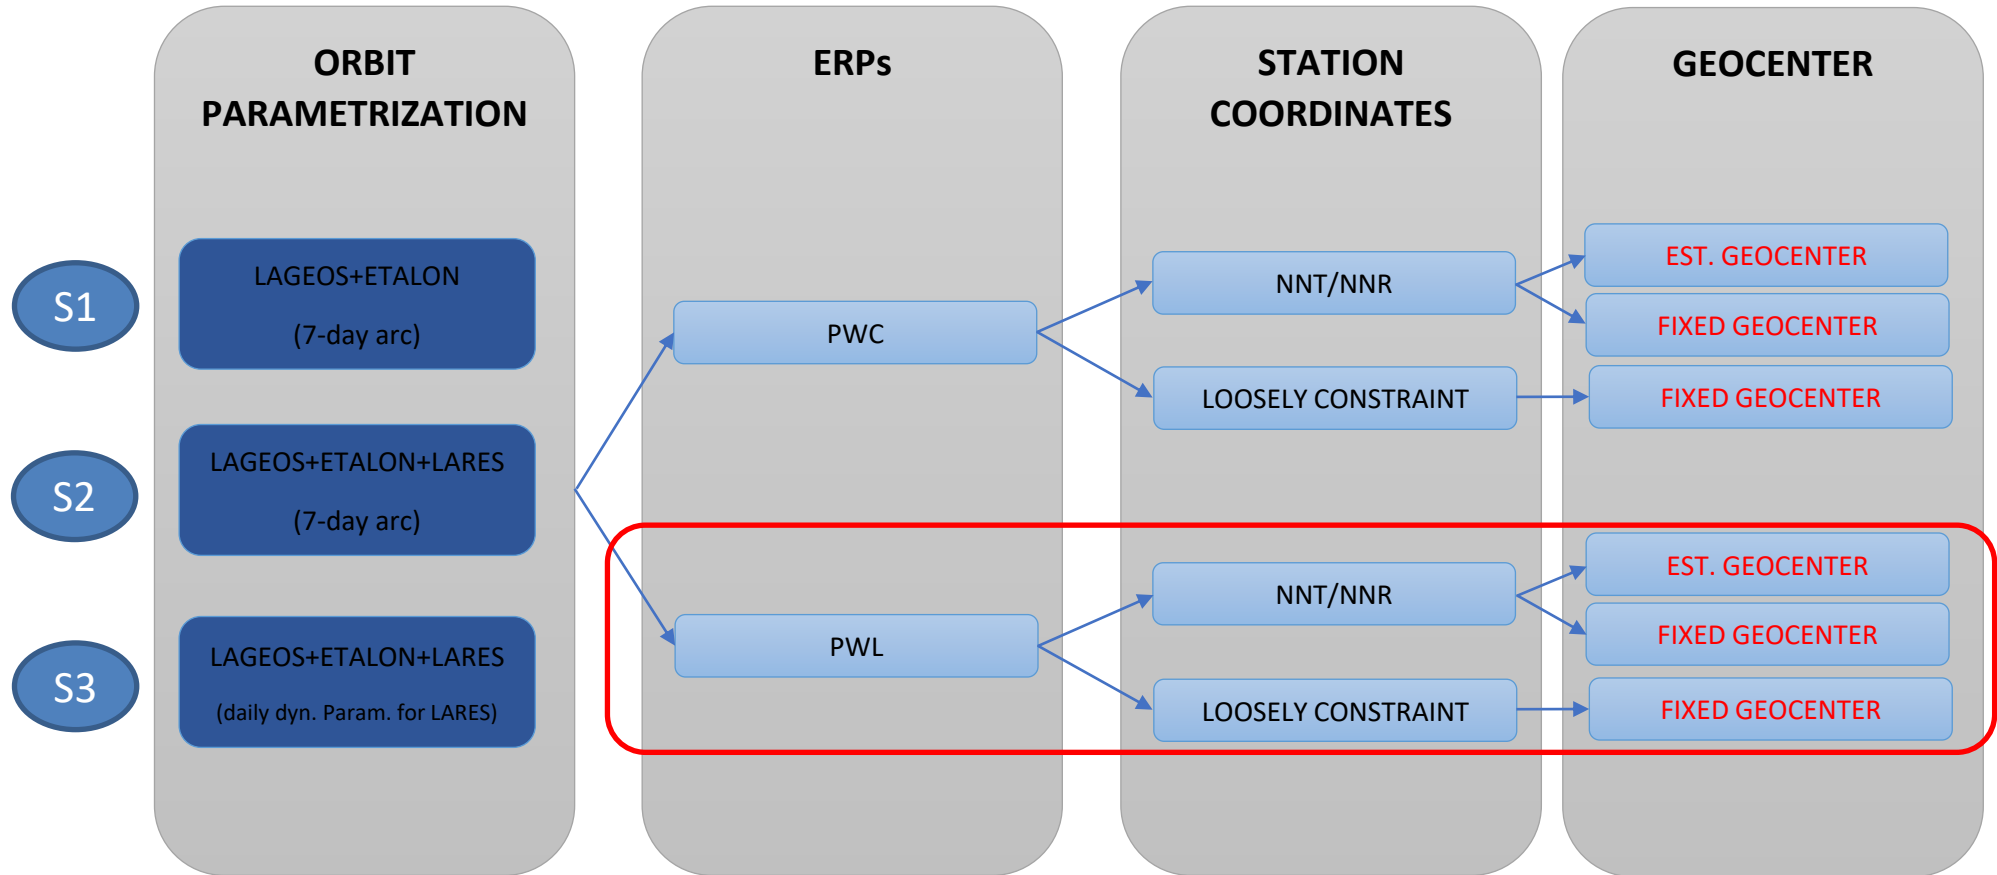 ORBIT
PARAMETRIZATION
ERPs
STATION
COORDINATES
GEOCENTER
S1
LAGEOS+ETALON
(7-day arc)
S2
LAGEOS+ETALON+LARES
(7-day arc)
S3
LAGEOS+ETALON+LARES
(daily dyn. Param. for LARES)
PWC
PWL
NNT/NNR
LOOSELY CONSTRAINT
NNT/NNR
LOOSELY CONSTRAINT
EST. GEOCENTER
FIXED GEOCENTER
FIXED GEOCENTER
EST. GEOCENTER
FIXED GEOCENTER
FIXED GEOCENTER